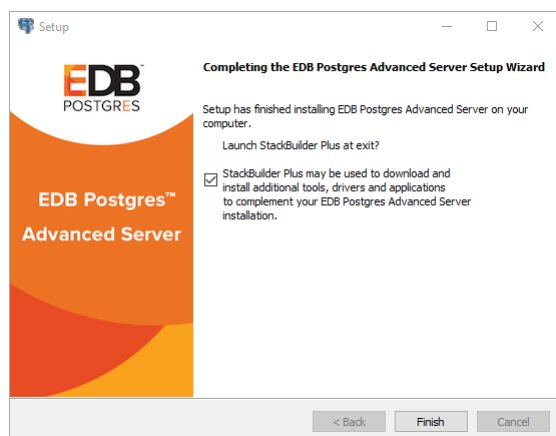 Setup
EDB™
POSTGRES
EDB Postgres™
Advanced Server
Completing the EDB Postgres Advanced Server Setup Wizard
Setup has finished installing EDB Postgres Advanced Server on your
computer.
Launch StackBuilder Plus at exit?
StackBuilder Plus may be used to download and
install additional tools, drivers and applications
to complement your EDB Postgres Advanced Server
installation.
< Back
Finish
Cancel